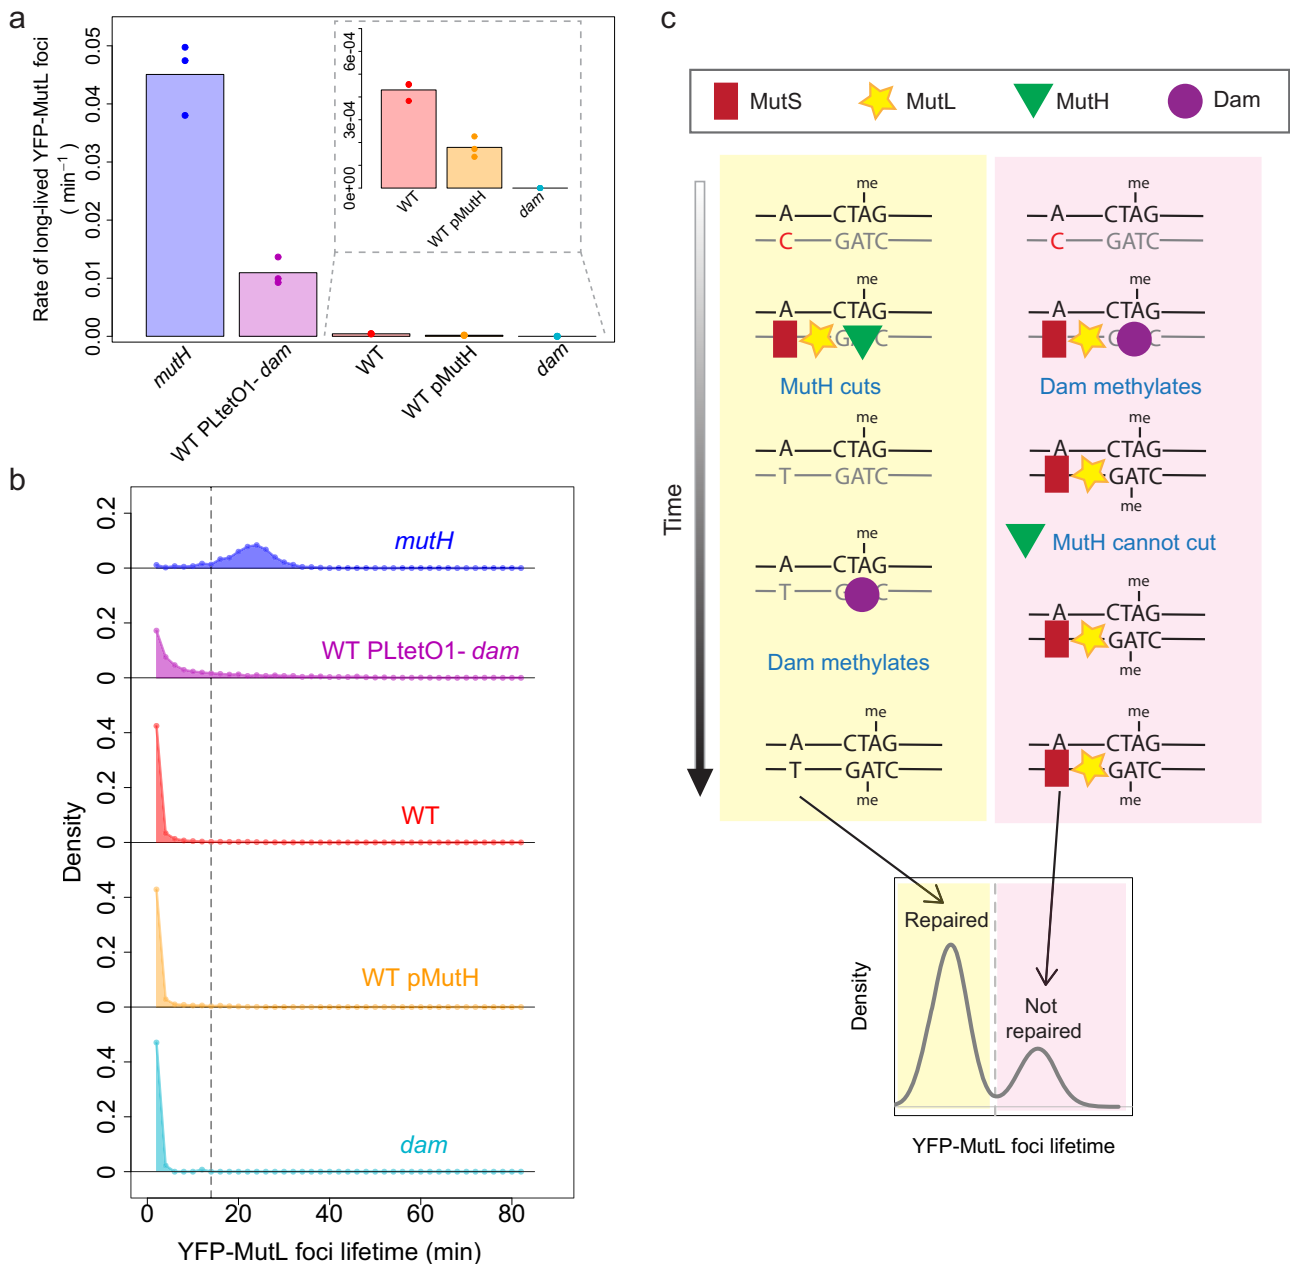 a
Rate of long-lived YFP-MutL foci
( min⁻¹ )
0.00
0.01
0.02
0.03
0.04
0.05
mutH
WT PLtetO1- dam
WT
WT pMutH
dam
0e+00
3e-04
6e-04
WT
WT pMutH
dam
b
Density
0.2
0
mutH
0.2
0
WT PLtetO1- dam
0.4
0.2
0
WT
0.4
0.2
0
WT pMutH
0.4
0.2
0
dam
0
20
40
60
80
YFP-MutL foci lifetime (min)
c
MutS
MutL
MutH
Dam
Time
me
A CTAG
C GATC
me
A CTAG
G C
MutH cuts
me
A CTAG
T GATC
me
A CTAG
T G C
Dam methylates
me
A CTAG
T GATC
me
me
A CTAG
C GATC
me
A CTAG
G C
Dam methylates
me
A CTAG
GATC
me
MutH cannot cut
me
A CTAG
GATC
me
me
A CTAG
GATC
me
Density
Repaired
Not
repaired
YFP-MutL foci lifetime